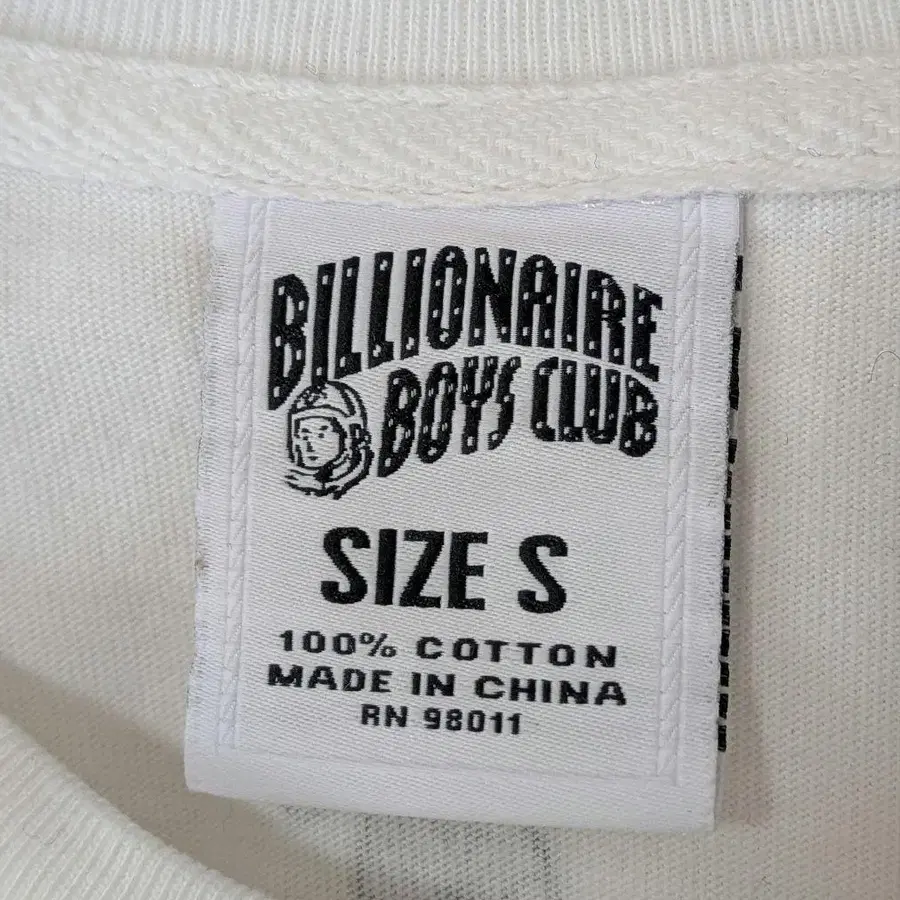 BILLIONAIRE
BOYS CLUB
SIZE S
100% COTTON
MADE IN CHINA
RN 98011